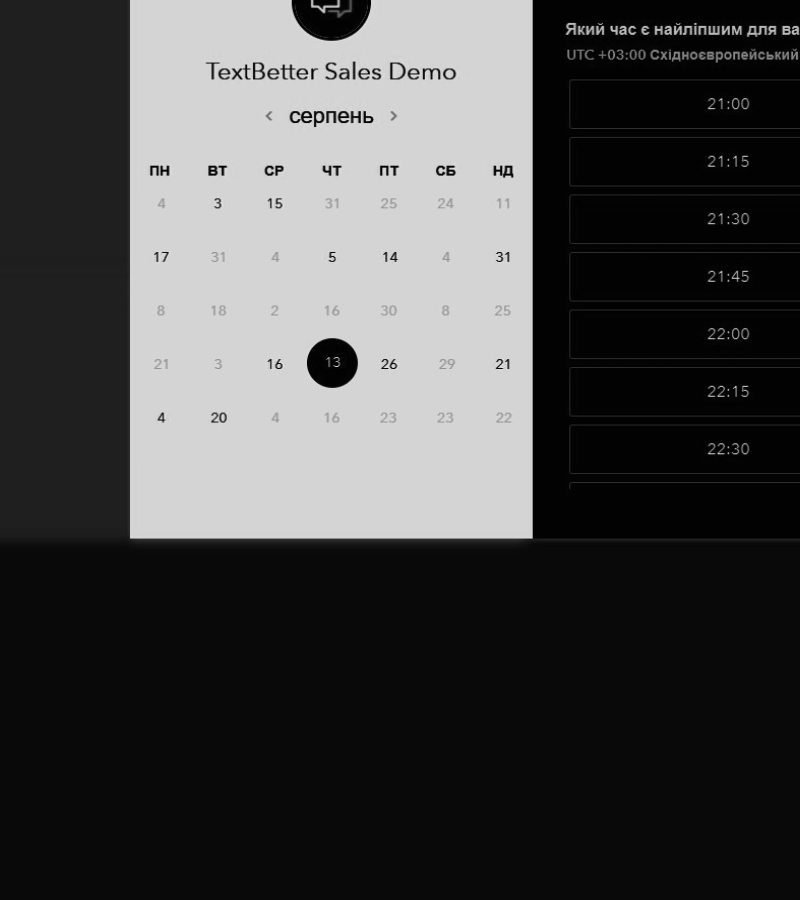 TextBetter Sales Demo
серпень
ПН ВТ СР ЧТ ПТ СБ НД
4 3 15 31 25 24 11
17 31 4 5 14 4 31
8 18 2 16 30 8 25
21 3 16 13 26 29 21
4 20 4 16 23 23 22
Який час є найліпшим для ва
UTC +03:00 Східноєвропейський
21:00
21:15
21:30
21:45
22:00
22:15
22:30